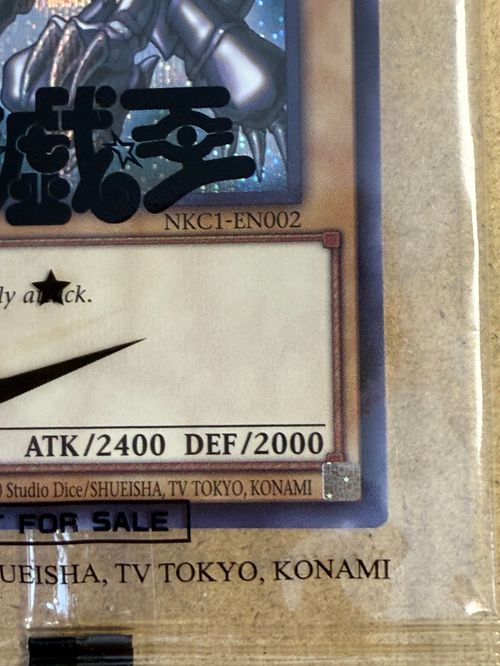 戯王
NKC1-EN002
ly attack.
ATK/2400 DEF/2000
Studio Dice/SHUEISHA, TV TOKYO, KONAMI
T FOR SALE
UEISHA, TV TOKYO, KONAMI